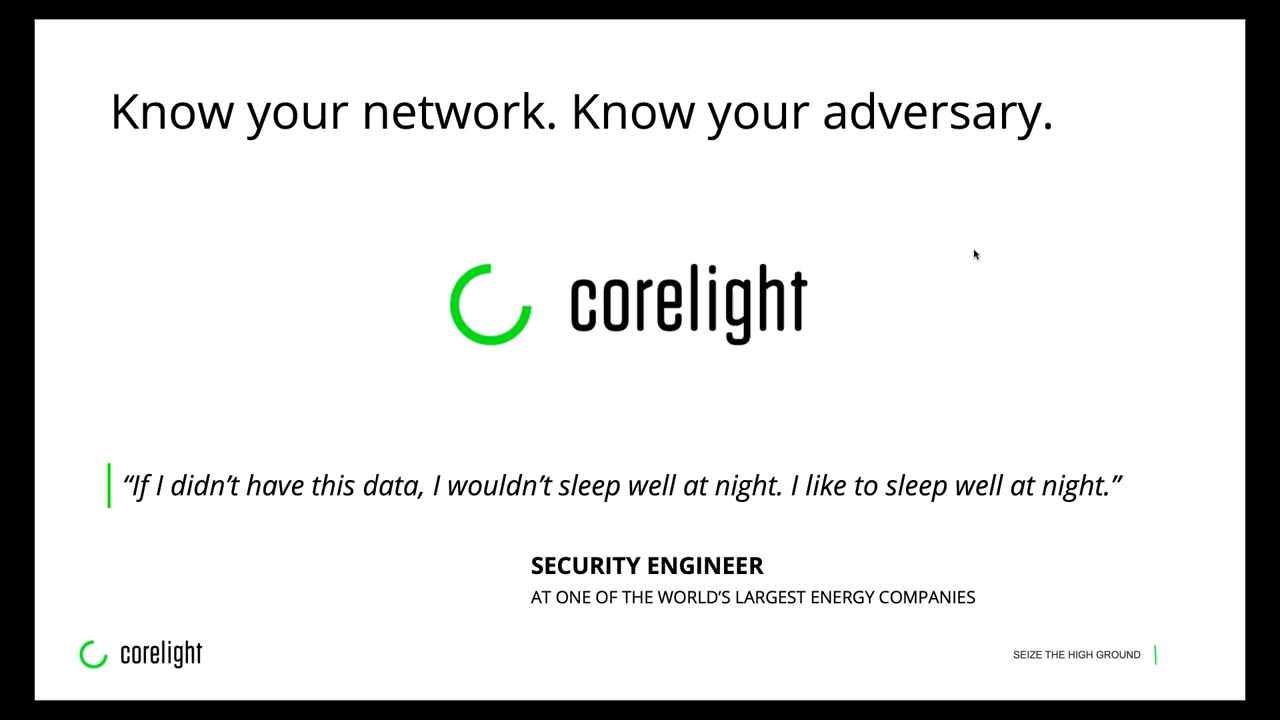 Know your network. Know your adversary.
corelight
“If I didn’t have this data, I wouldn’t sleep well at night. I like to sleep well at night.”
SECURITY ENGINEER
AT ONE OF THE WORLD’S LARGEST ENERGY COMPANIES
corelight
SEIZE THE HIGH GROUND